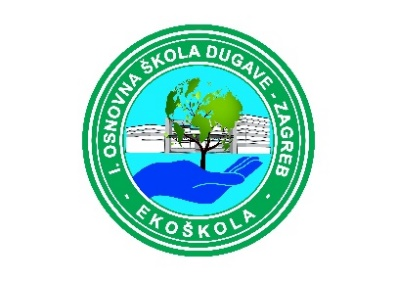 I. OSNOVNA ŠKOLA DUGAVE - ZAGREB
- EKOŠKOLA -